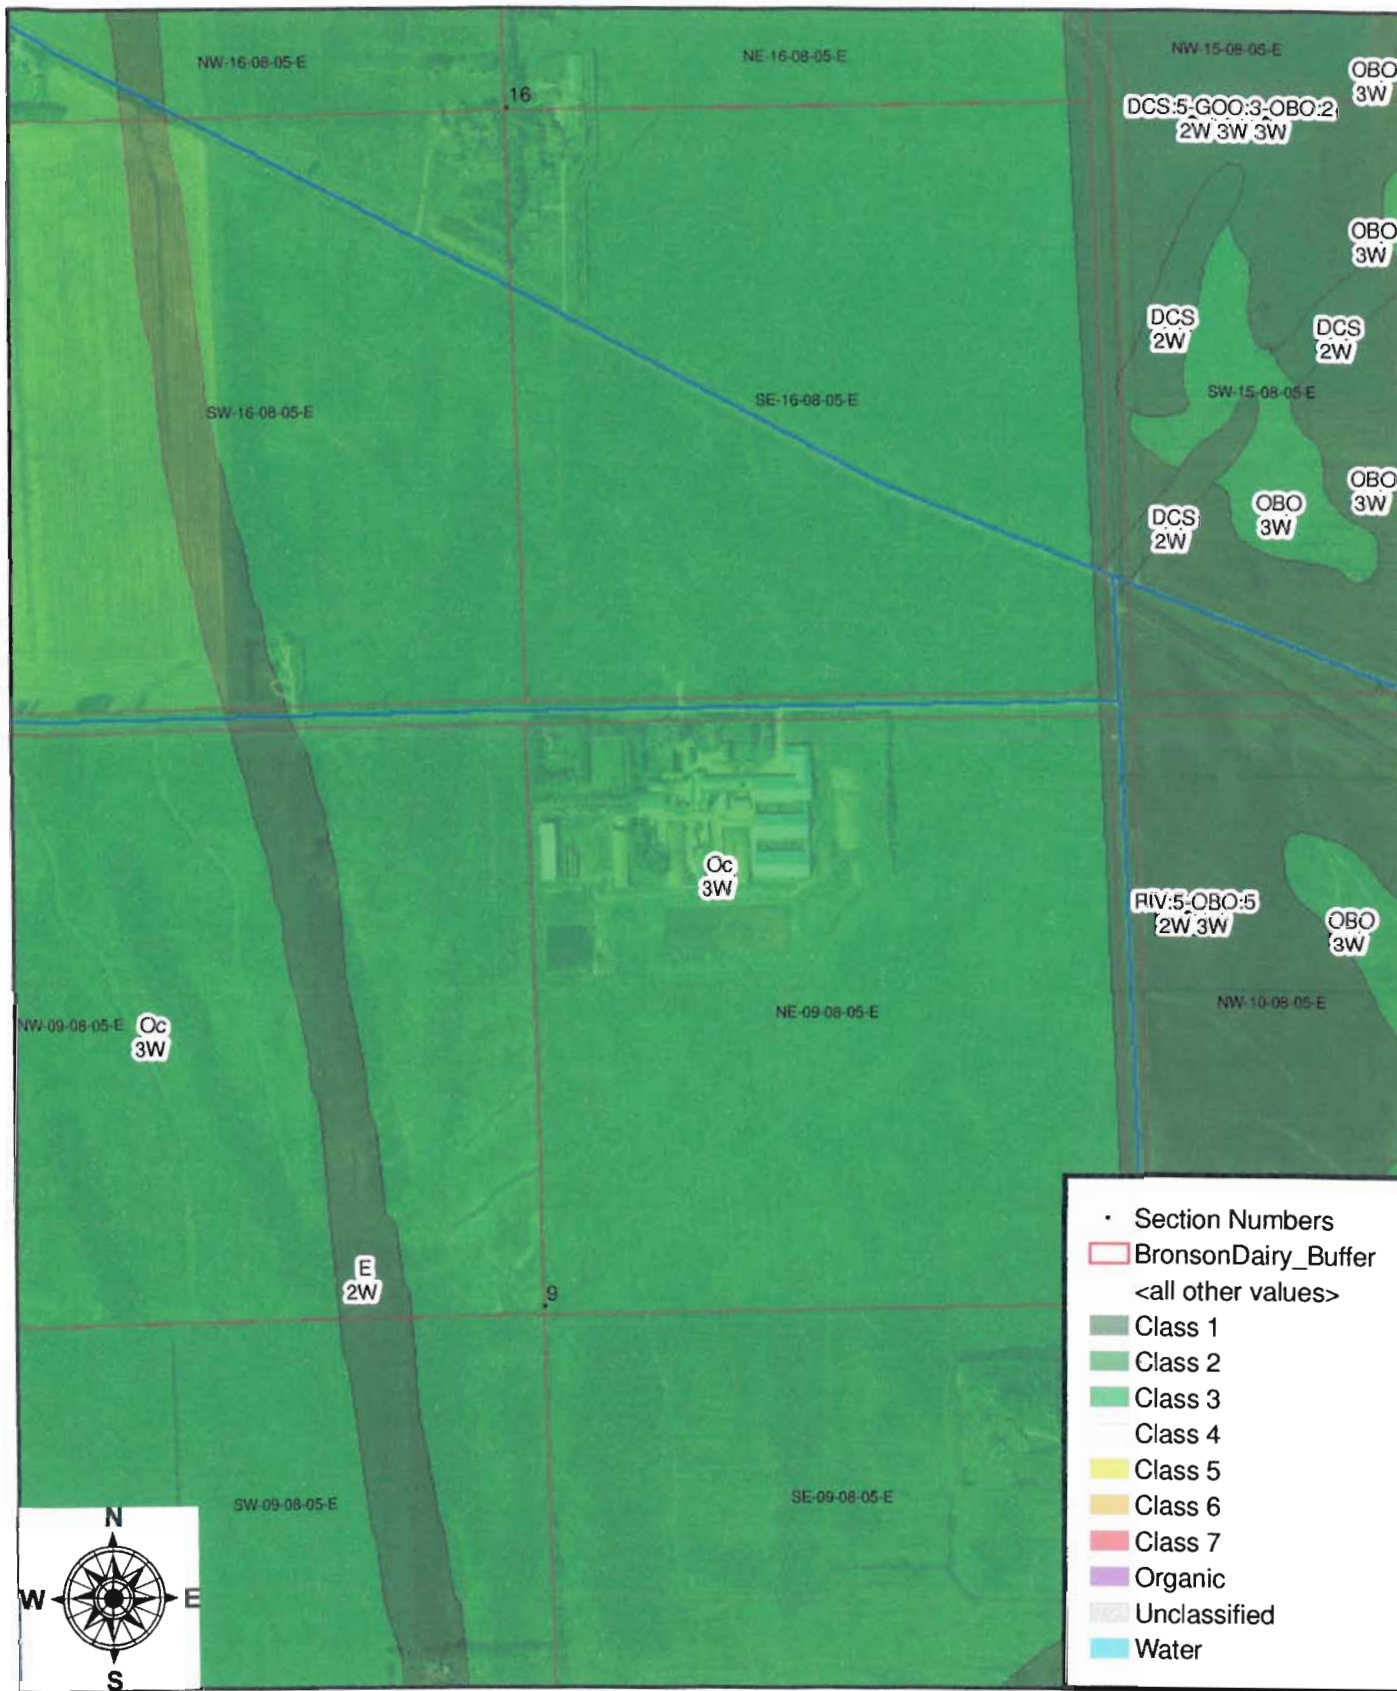 NW-16-08-05-E
NE-16-08-05-E
NW-15-08-05-E
OBO
3W
16
DCS:5-GOO:3-OBO:2
2W 3W 3W
OBO
3W
DCS
2W
DCS
2W
SW-16-08-05-E
SE-16-08-05-E
SW-15-08-05-E
OBO
3W
DCS
2W
OBO
3W
Oc
3W
RIV:5-OBO:5
2W 3W
OBO
3W
NW-09-08-05-E
Oc
3W
NE-09-08-05-E
NW-10-08-05-E
E
2W
9
SW-09-08-05-E
SE-09-08-05-E
N
W
E
S
Section Numbers
BronsonDairy_Buffer
<all other values>
Class 1
Class 2
Class 3
Class 4
Class 5
Class 6
Class 7
Organic
Unclassified
Water